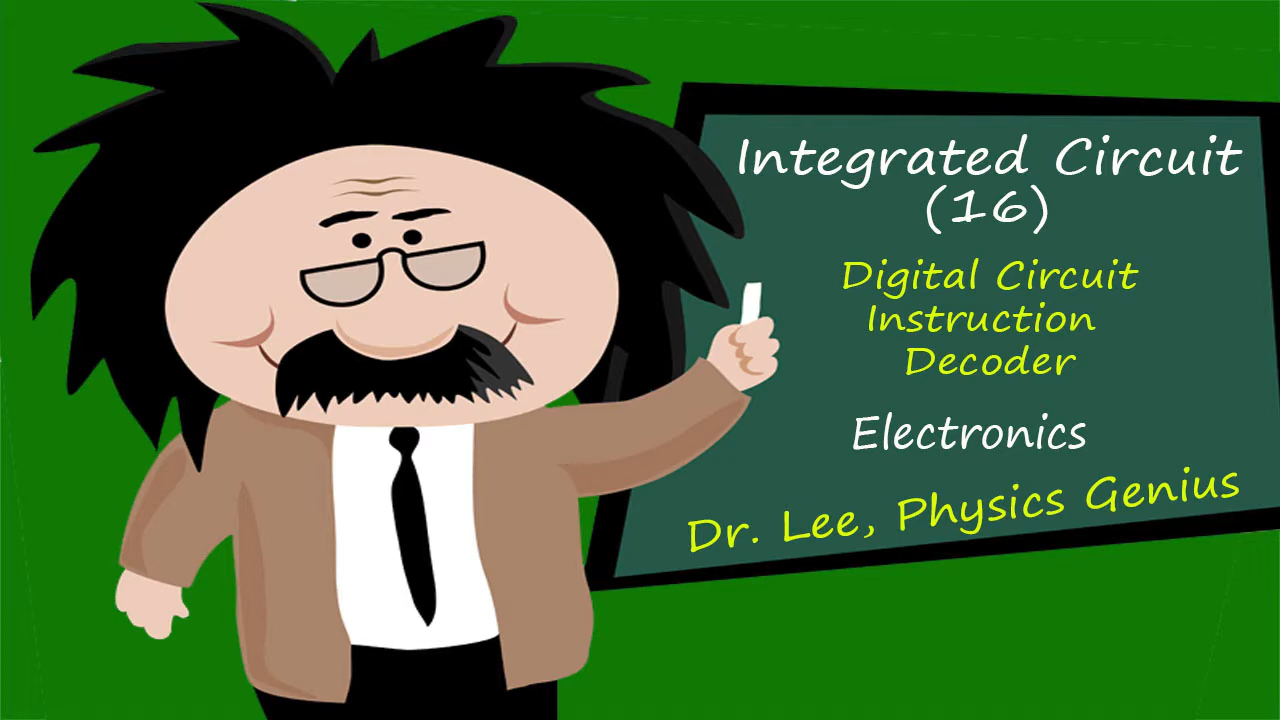 Integrated Circuit
(16)
Digital Circuit
Instruction
Decoder
Electronics
Dr. Lee, Physics Genius